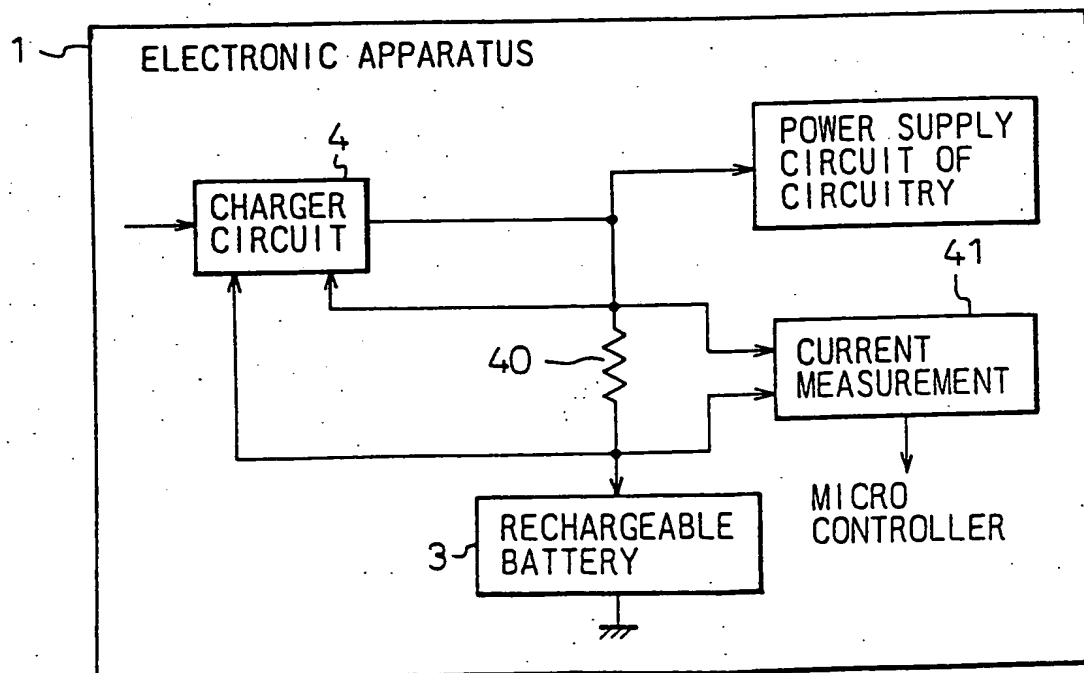 1
ELECTRONIC APPARATUS
4
CHARGER
CIRCUIT
POWER SUPPLY
CIRCUIT OF
CIRCUITRY
41
CURRENT
MEASUREMENT
40
MICRO
CONTROLLER
3
RECHARGEABLE
BATTERY